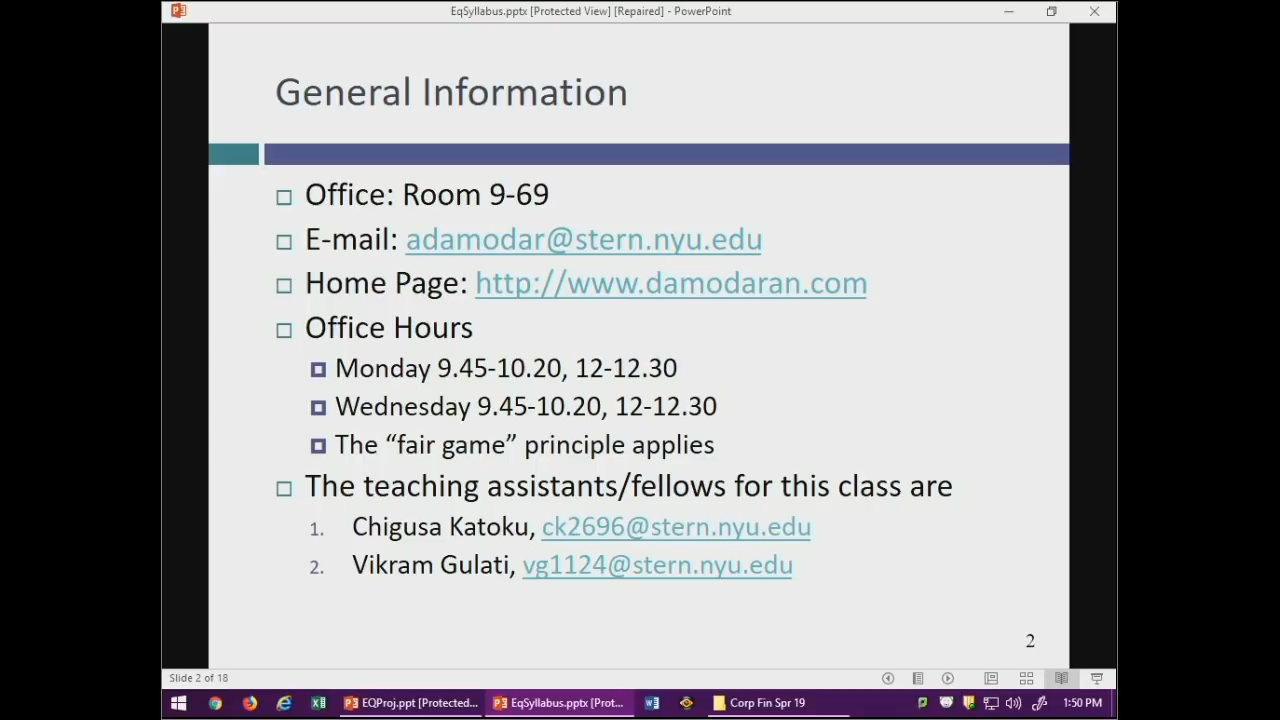 EqSyllabus.pptx [Protected View] [Repaired] - PowerPoint
General Information
Office: Room 9-69
E-mail: adamodar@stern.nyu.edu
Home Page: http://www.damodaran.com
Office Hours
Monday 9.45-10.20, 12-12.30
Wednesday 9.45-10.20, 12-12.30
The “fair game” principle applies
The teaching assistants/fellows for this class are
1. Chigusa Katoku, ck2696@stern.nyu.edu
2. Vikram Gulati, vg1124@stern.nyu.edu
2
Slide 2 of 18
EQProj.ppt [Protected... EqSyllabus.pptx [Prot... Corp Fin Spr 19 1:50 PM